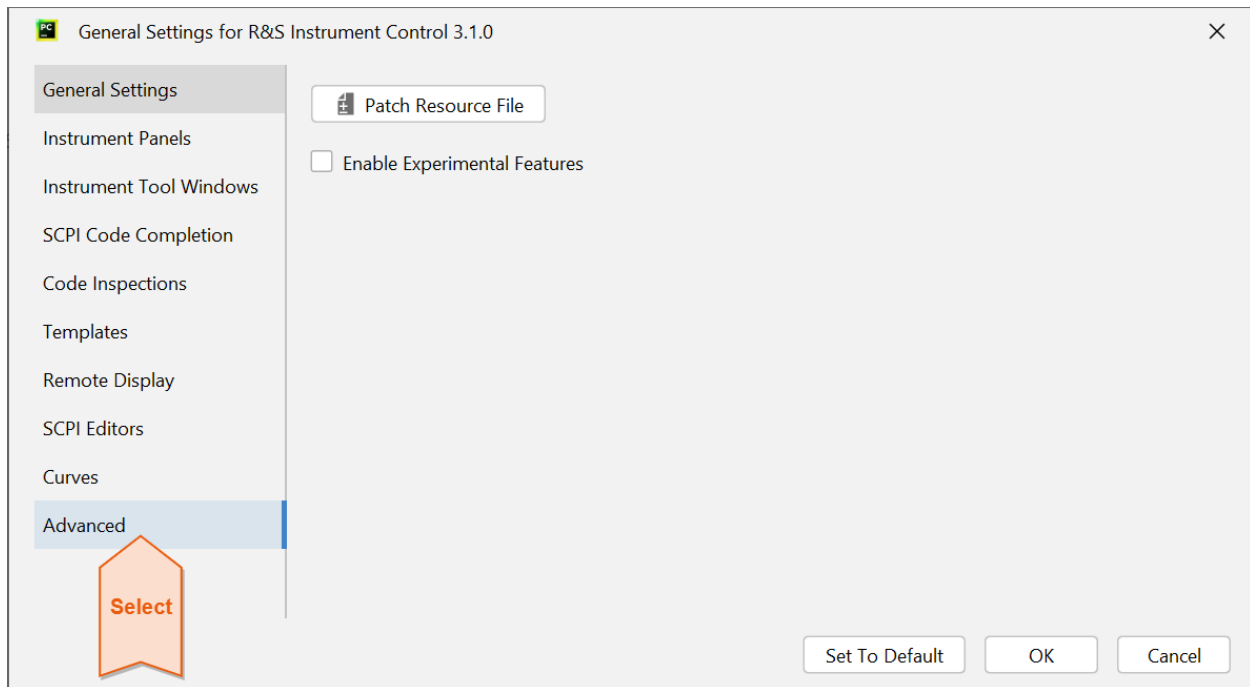 PC
General Settings for R&S Instrument Control 3.1.0
General Settings
Instrument Panels
Instrument Tool Windows
SCPI Code Completion
Code Inspections
Templates
Remote Display
SCPI Editors
Curves
Advanced
Select
Patch Resource File
Enable Experimental Features
Set To Default
OK
Cancel